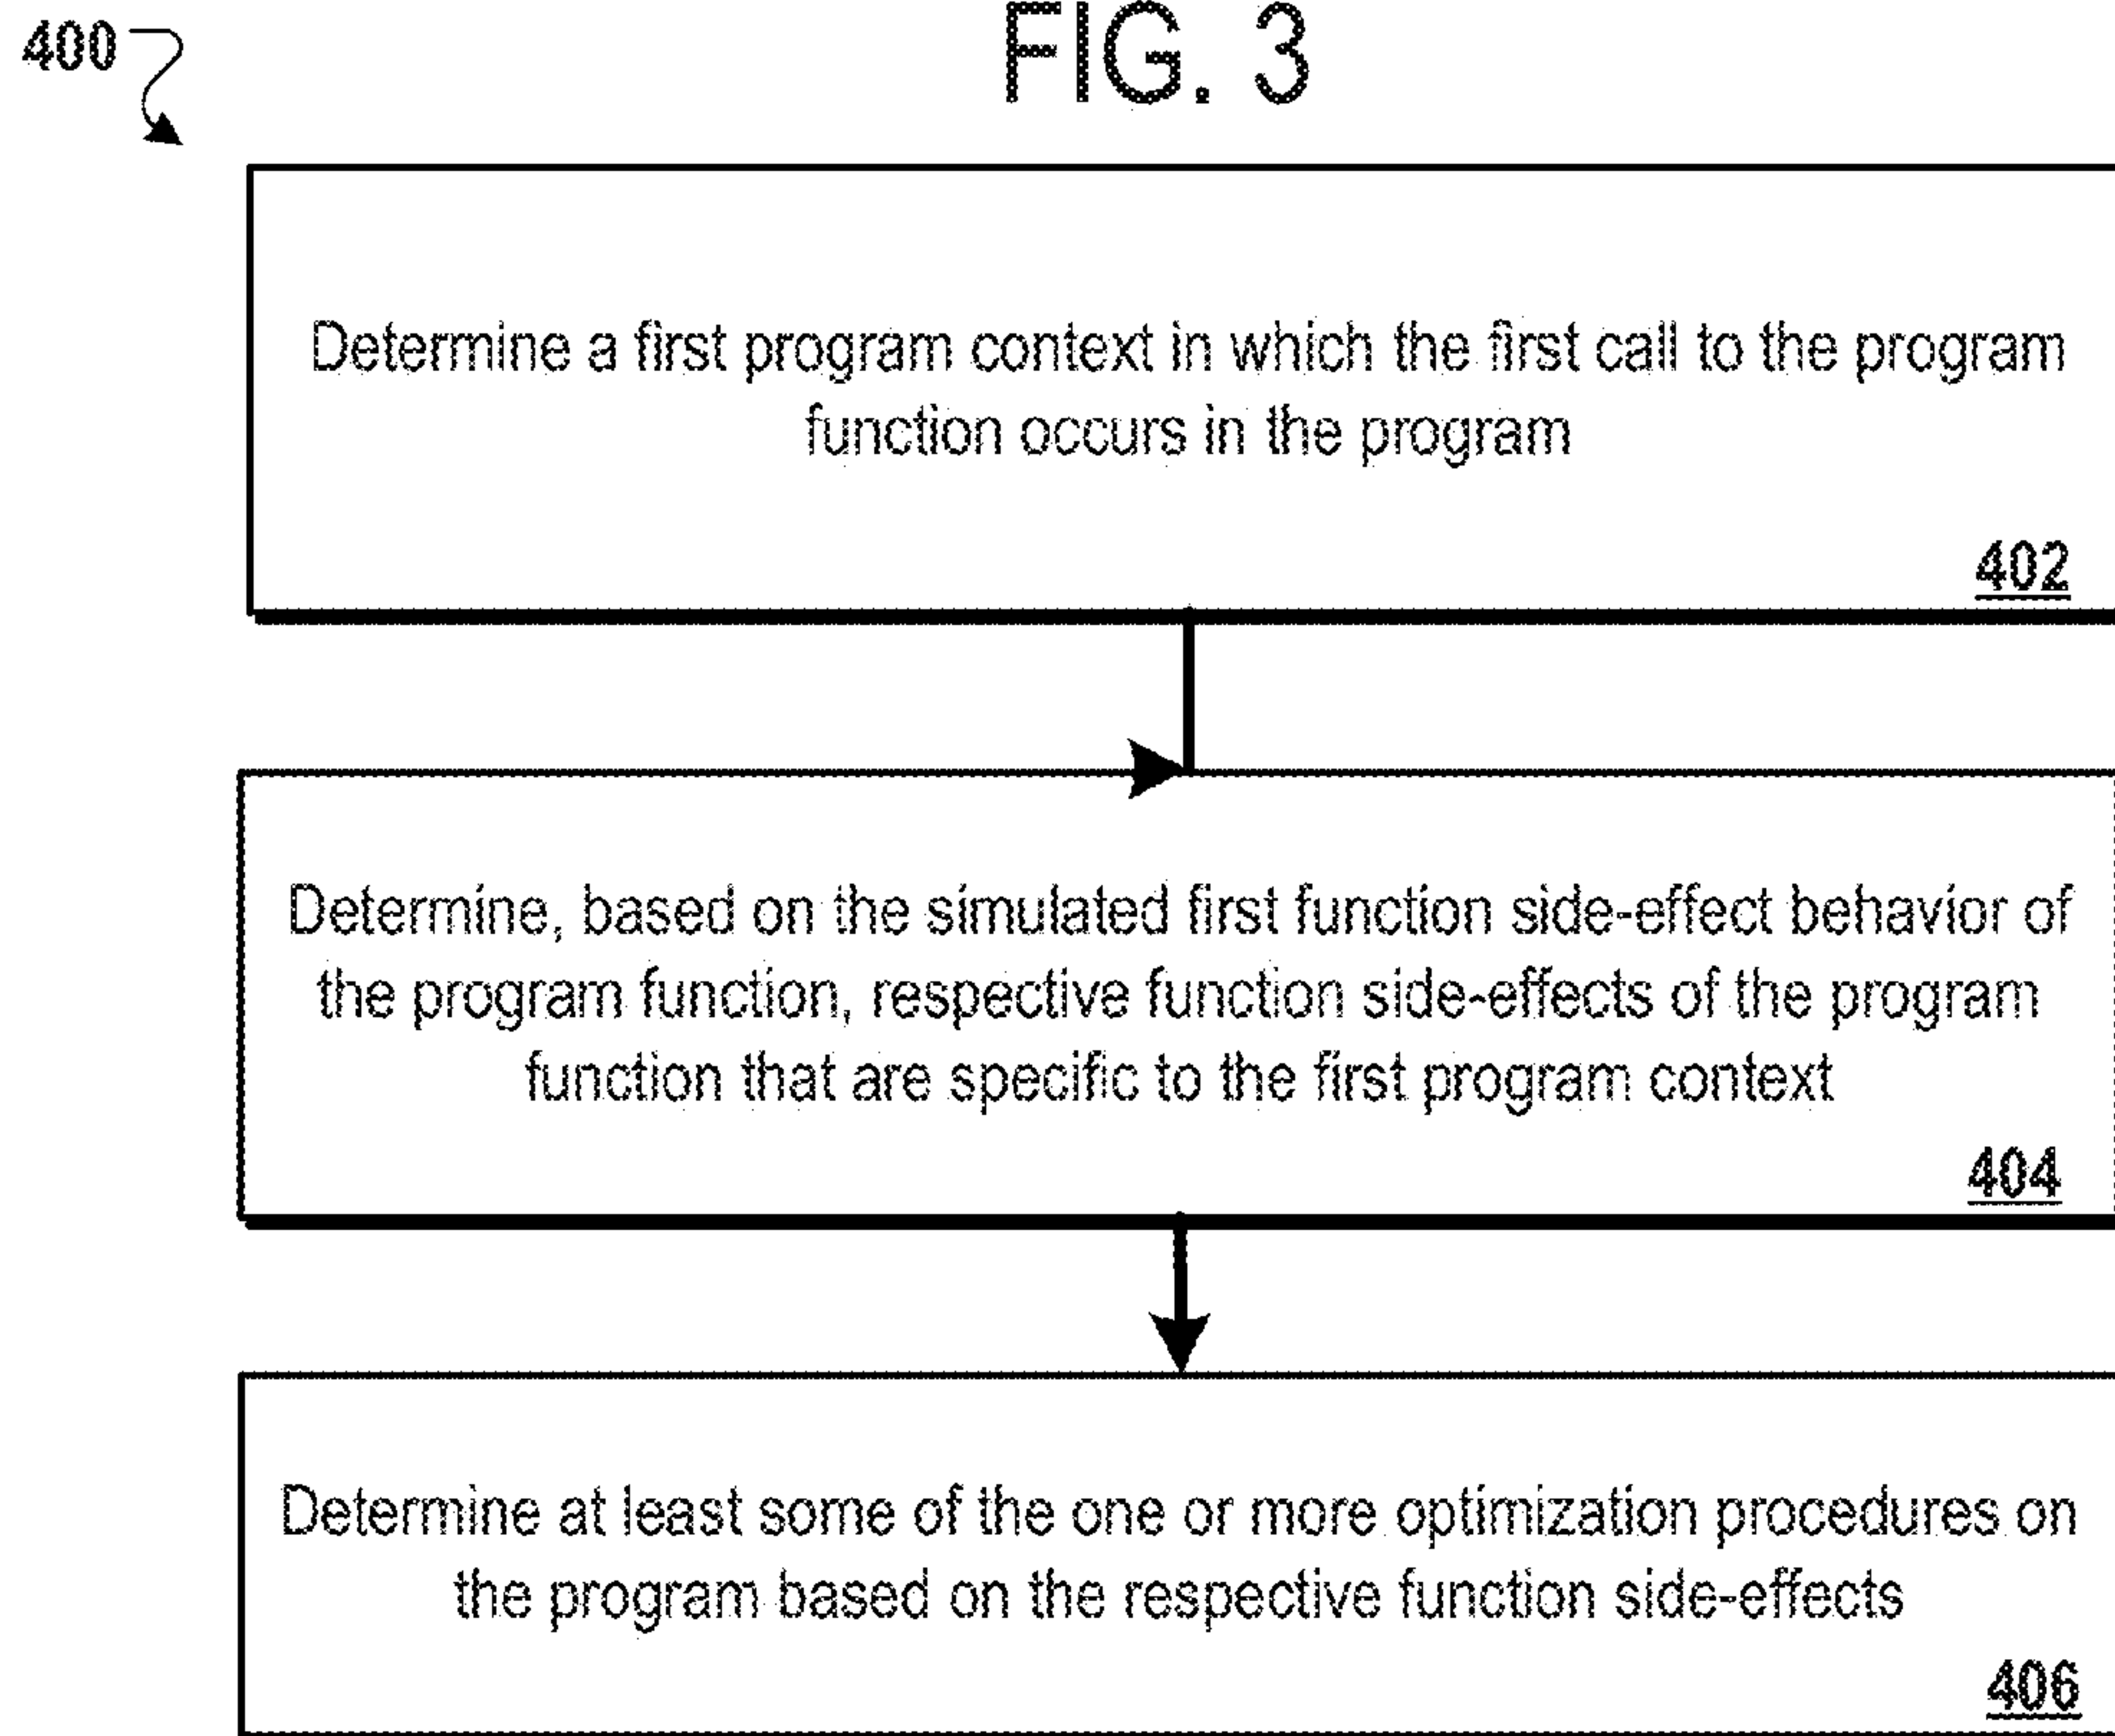 400
FIG. 3
Determine a first program context in which the first call to the program
function occurs in the program
402
Determine, based on the simulated first function side-effect behavior of
the program function, respective function side-effects of the program
function that are specific to the first program context
404
Determine at least some of the one or more optimization procedures on
the program based on the respective function side-effects
406